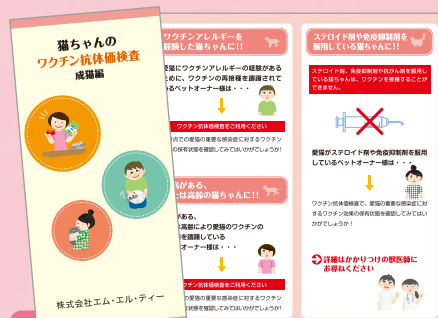 猫ちゃんの
ワクチン抗体価検査
成猫編
株式会社エム・エル・ティー
ワクチンアレルギーを
経験した猫ちゃんに!!
愛猫にワクチンアレルギーの経験がある
ために、ワクチンの再接種を躊躇されて
いるペットオーナー様は・・・
ワクチン抗体価検査をご利用ください
点での愛猫の重要な感染症に対するワクチン
の保有状態を確認してみてはいかがでしょうか!
病がある、
たは高齢の猫ちゃんに!!
がある、
は高齢により愛猫のワクチンの
を躊躇している
オーナー様は・・・
ワクチン抗体価検査をご利用ください
の愛猫の重要な感染症に対するワクチン
の保有状態を確認してみてはいかがでしょうか!
ステロイド剤や免疫抑制剤を
服用している猫ちゃんに!!
ステロイド剤、免疫抑制剤や抗がん剤を服用し
ている猫ちゃんは、ワクチンを接種することが
できません。
愛猫がステロイド剤や免疫抑制剤を服用
しているペットオーナー様は・・・
ワクチン抗体価検査で、愛猫の重要な感染症に対
するワクチン効果の保有状態を確認してみてはい
かがでしょうか!
詳細はかかりつけの獣医師に
お尋ねください